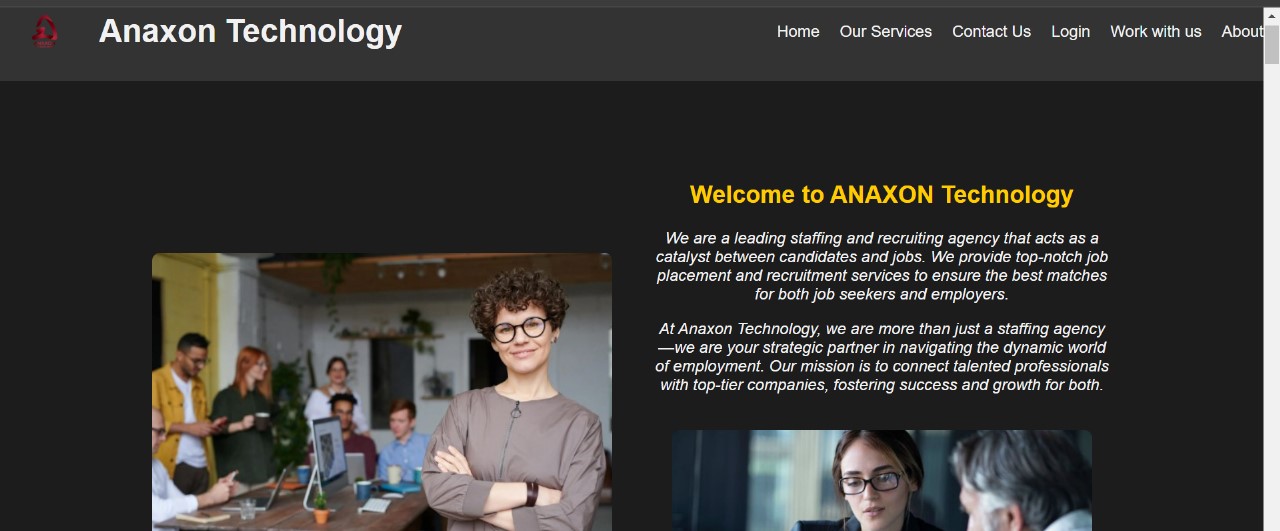 Anaxon Technology
Home Our Services Contact Us Login Work with us About
Welcome to ANAXON Technology
We are a leading staffing and recruiting agency that acts as a
catalyst between candidates and jobs. We provide top-notch job
placement and recruitment services to ensure the best matches
for both job seekers and employers.
At Anaxon Technology, we are more than just a staffing agency
—we are your strategic partner in navigating the dynamic world
of employment. Our mission is to connect talented professionals
with top-tier companies, fostering success and growth for both.